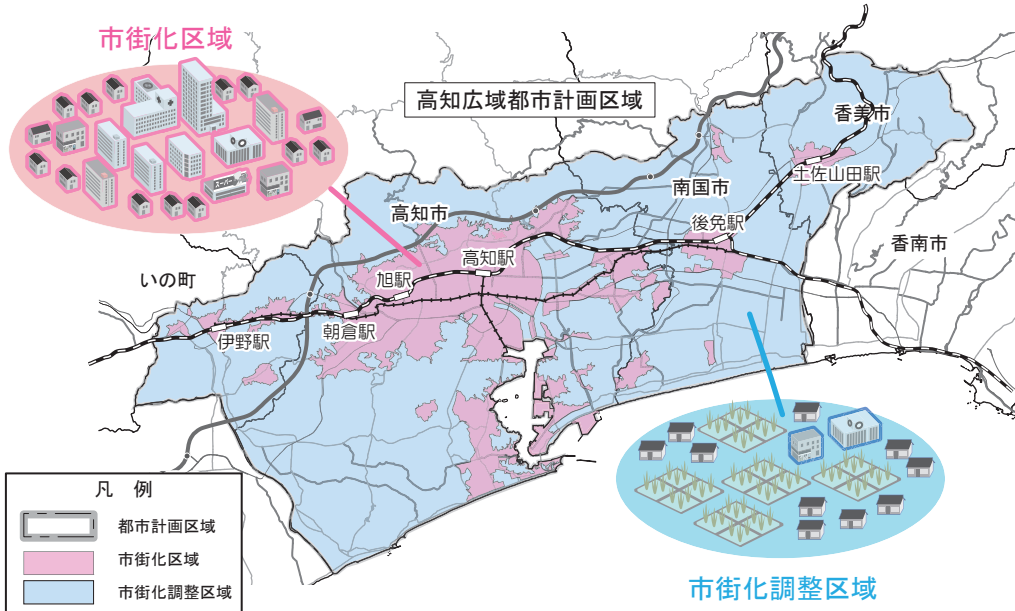 市街化区域
スーパー
高知広域都市計画区域
香美市
土佐山田駅
南国市
高知市
後免駅
香南市
高知駅
いの町
旭駅
伊野駅
朝倉駅
凡 例
都市計画区域
市街化区域
市街化調整区域
市街化調整区域